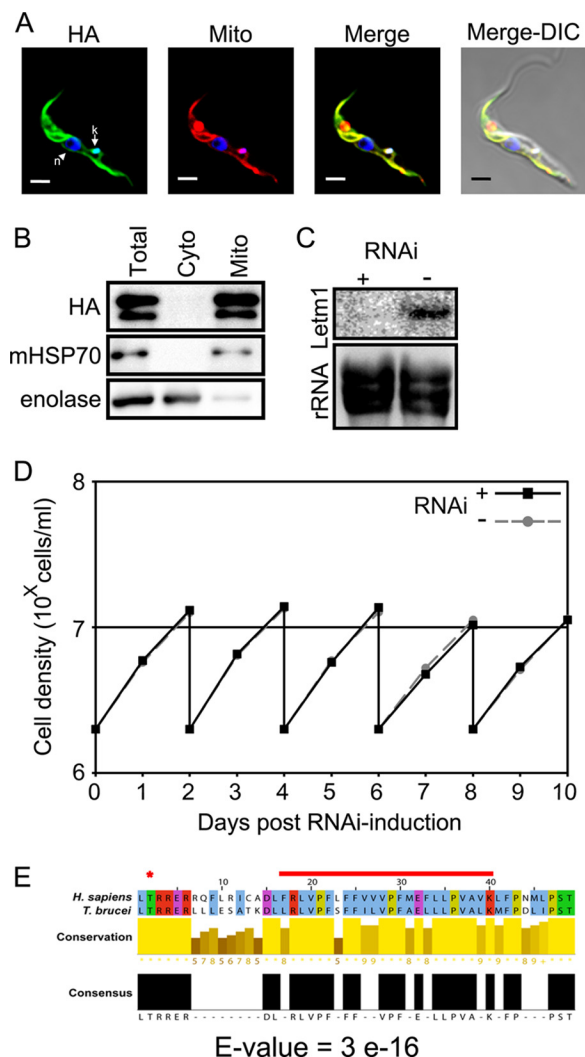 A
HA
Mito
Merge
Merge-DIC
n
k
B
Total
Cyto
Mito
HA
mHSP70
enolase
C
RNAi
+ -
Letm1
rRNA
D
Cell density (10^X cells/ml)
8
7
6
RNAi
+
-
0 1 2 3 4 5 6 7 8 9 10
Days post RNAi-induction
E
*
10 20 30 40
H. sapiens LTRRERRQFLRICADLFRLVPFLFFVVVPFMEFLLPVAVKLFPNMLPST
T. brucei LTRRERLLLESATKDLLRLVPFSFFILVPFAELLLPVALKMFPDLIPST
Conservation
Consensus
LTRRER--------DL-RLVPF-FF--VPF-E-LLPVA-K-FP---PST
E-value = 3 e-16